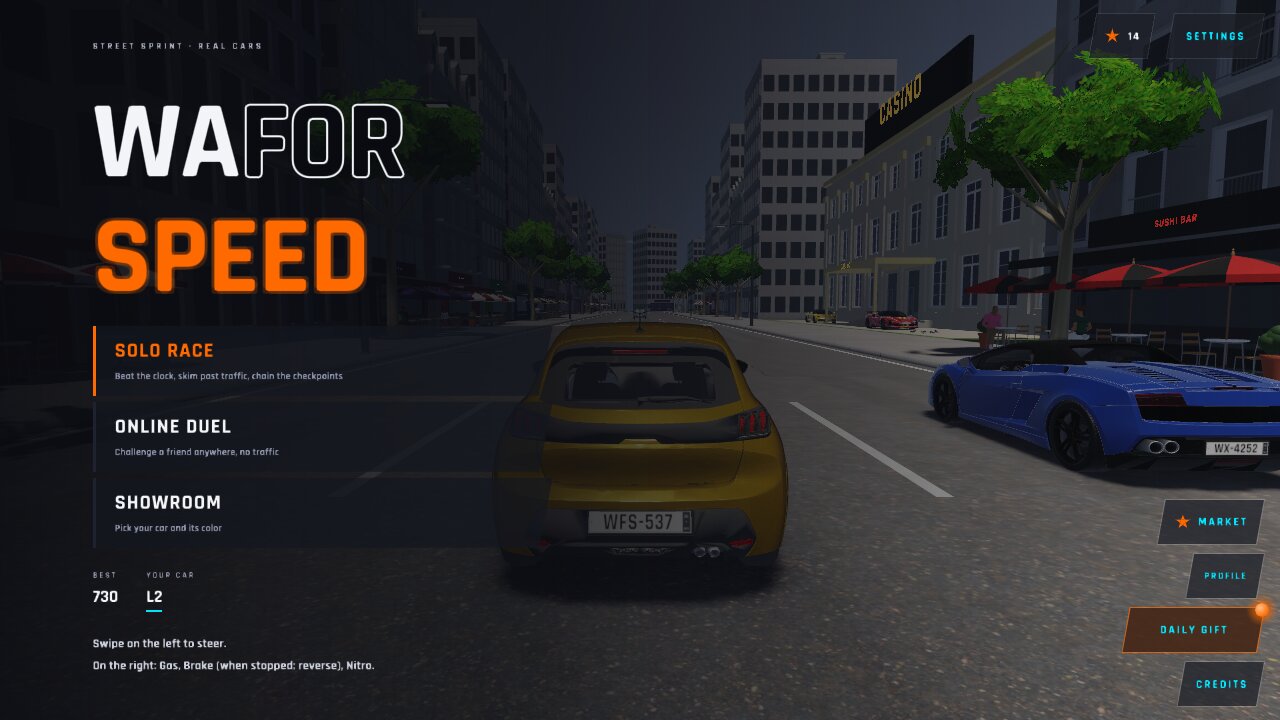 STREET SPRINT · REAL CARS
14
SETTINGS
WAFOR
SPEED
CASINO
SUSHI BAR
SOLO RACE
Beat the clock, skim past traffic, chain the checkpoints
ONLINE DUEL
Challenge a friend anywhere, no traffic
SHOWROOM
Pick your car and its color
WFS-537
WX-4252
MARKET
PROFILE
DAILY GIFT
CREDITS
BEST
730
YOUR CAR
L2
Swipe on the left to steer.
On the right: Gas, Brake (when stopped: reverse), Nitro.